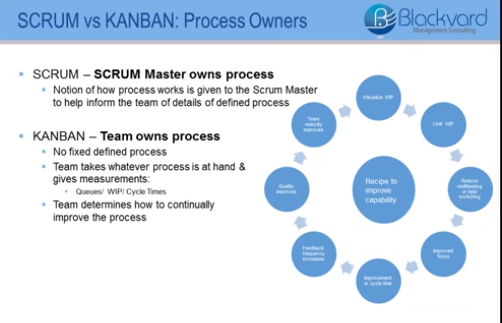 SCRUM vs KANBAN: Process Owners
Blackvard
Management Consulting
SCRUM – SCRUM Master owns process
Notion of how process works is given to the Scrum Master
to help inform the team of details of defined process
KANBAN – Team owns process
No fixed defined process
Team takes whatever process is at hand &
gives measurements:
Queues/ WIP/ Cycle Times
Team determines how to continually
improve the process
Visualize WIP
Limit WIP
Reduce
multitasking
or task
switching
Improved
focus
Improvement
in cycle time
Feedback
frequency
increases
Quality
improves
Team
maturity
improves
Recipe to
improve
capability